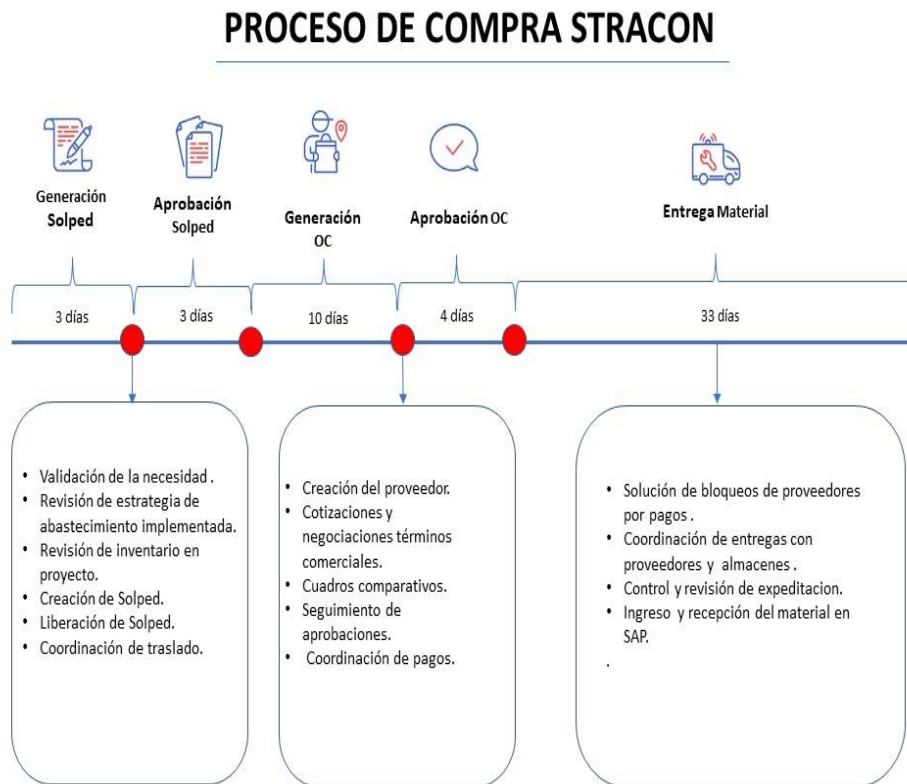 PROCESO DE COMPRA STRACON
Generación
Solped
Aprobación
Solped
Generación
OC
Aprobación OC
Entrega Material
3 días
3 días
10 días
4 días
33 días
• Validación de la necesidad .
• Revisión de estrategia de
abastecimiento implementada.
• Revisión de inventario en
proyecto.
• Creación de Solped.
• Liberación de Solped.
• Coordinación de traslado.
• Creación del proveedor.
• Cotizaciones y
negociaciones términos
comerciales.
• Cuadros comparativos.
• Seguimiento de
aprobaciones.
• Coordinación de pagos.
• Solución de bloqueos de proveedores
por pagos .
• Coordinación de entregas con
proveedores y almacenes .
• Control y revisión de expeditacion.
• Ingreso y recepción del material en
SAP.
.